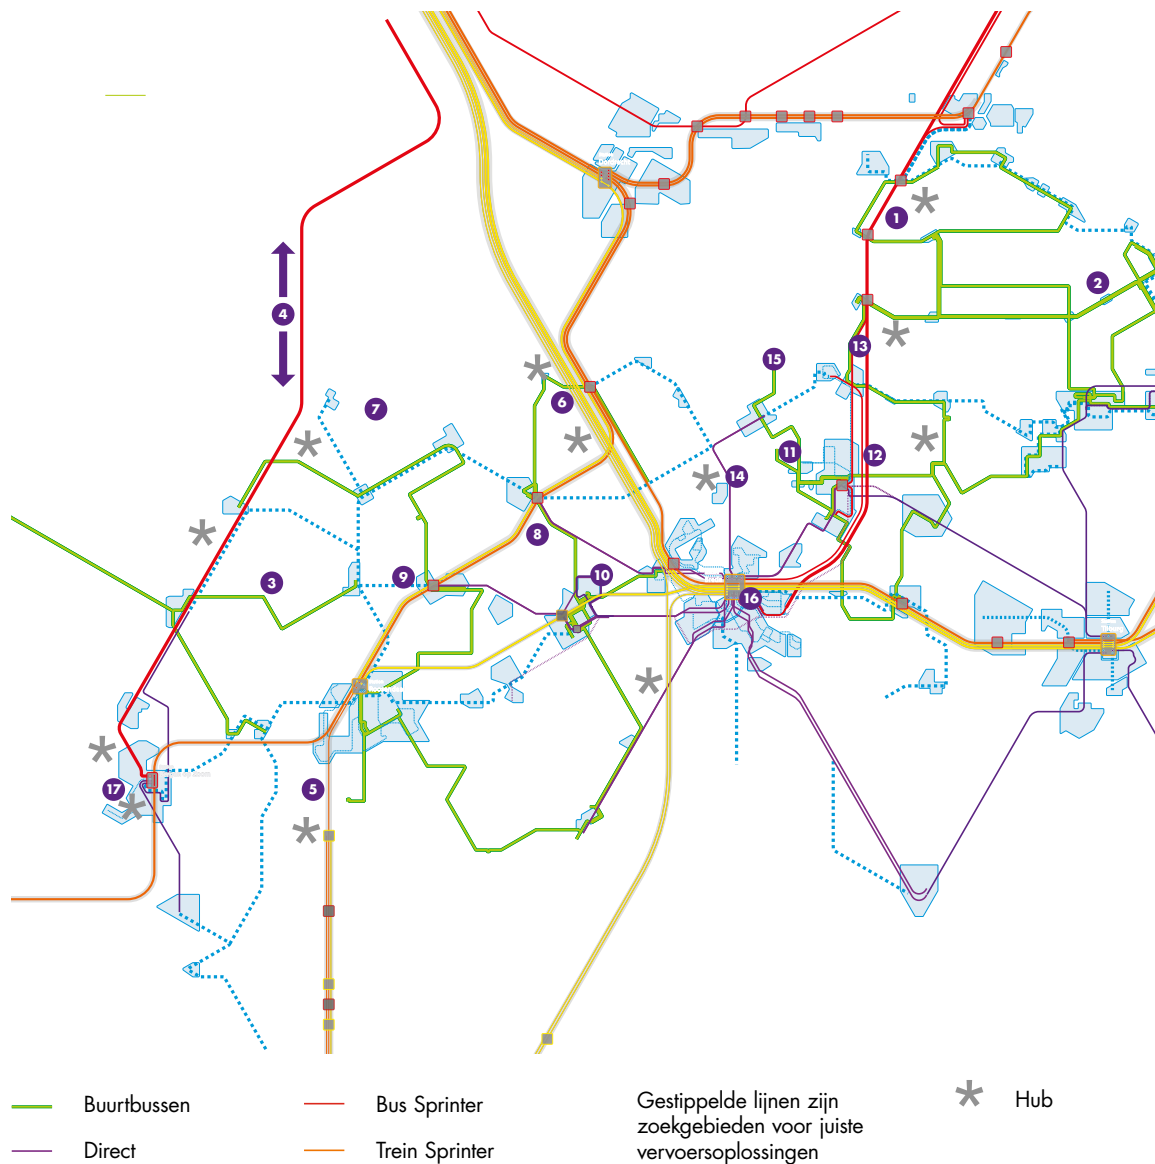 1
2
13
4
15
6
7
11
12
14
8
9
10
3
16
5
17
Buurtbussen
Bus Sprinter
Gestippelde lijnen zijn
zoekgebieden voor juiste
vervoersoplossingen
Hub
Direct
Trein Sprinter